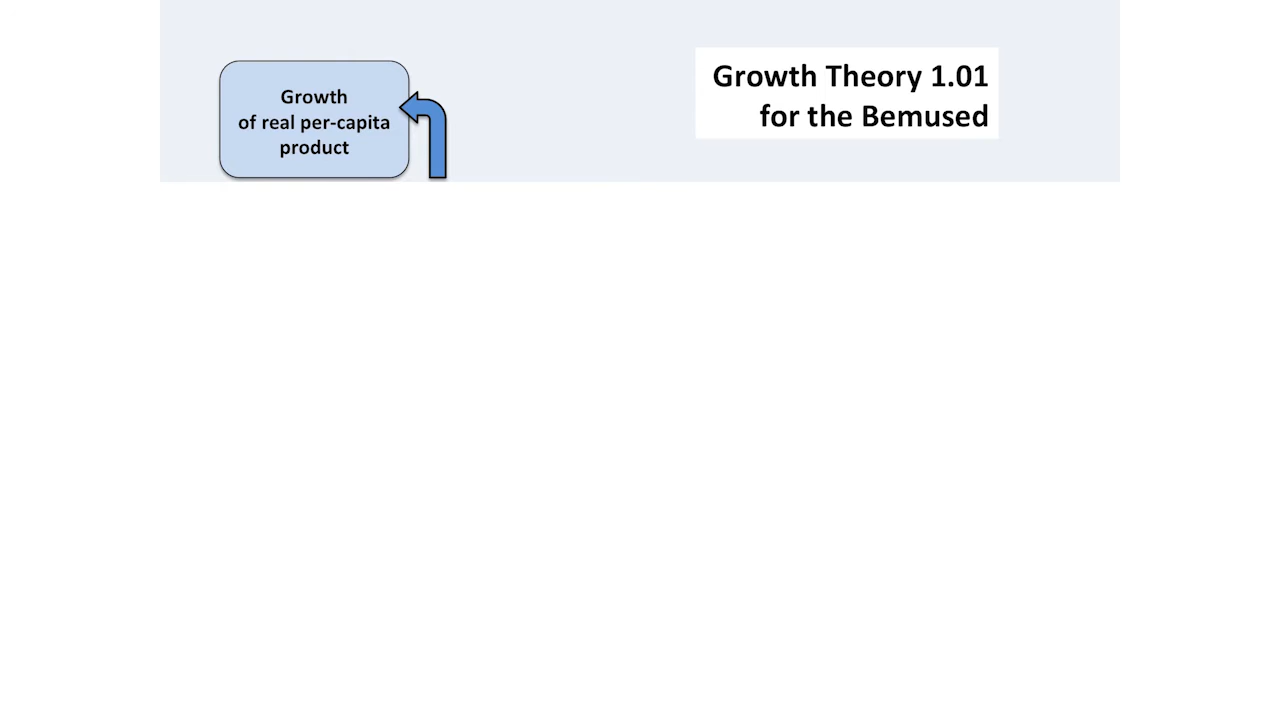 Growth
of real per-capita
product
Growth Theory 1.01
for the Bemused